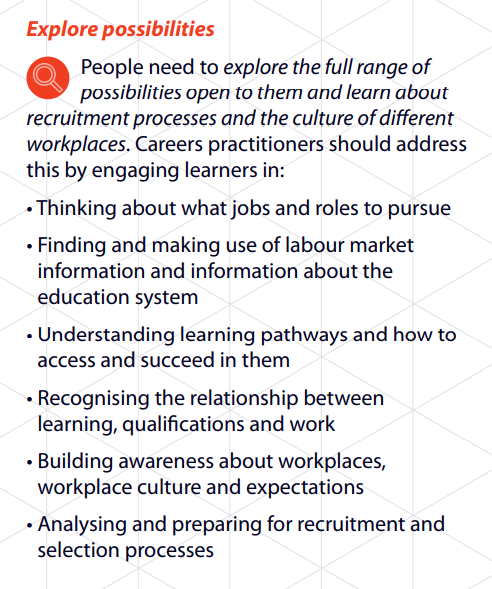 Explore possibilities
People need to explore the full range of
possibilities open to them and learn about
recruitment processes and the culture of different
workplaces. Careers practitioners should address
this by engaging learners in:
• Thinking about what jobs and roles to pursue
• Finding and making use of labour market
information and information about the
education system
• Understanding learning pathways and how to
access and succeed in them
• Recognising the relationship between
learning, qualifications and work
• Building awareness about workplaces,
workplace culture and expectations
• Analysing and preparing for recruitment and
selection processes